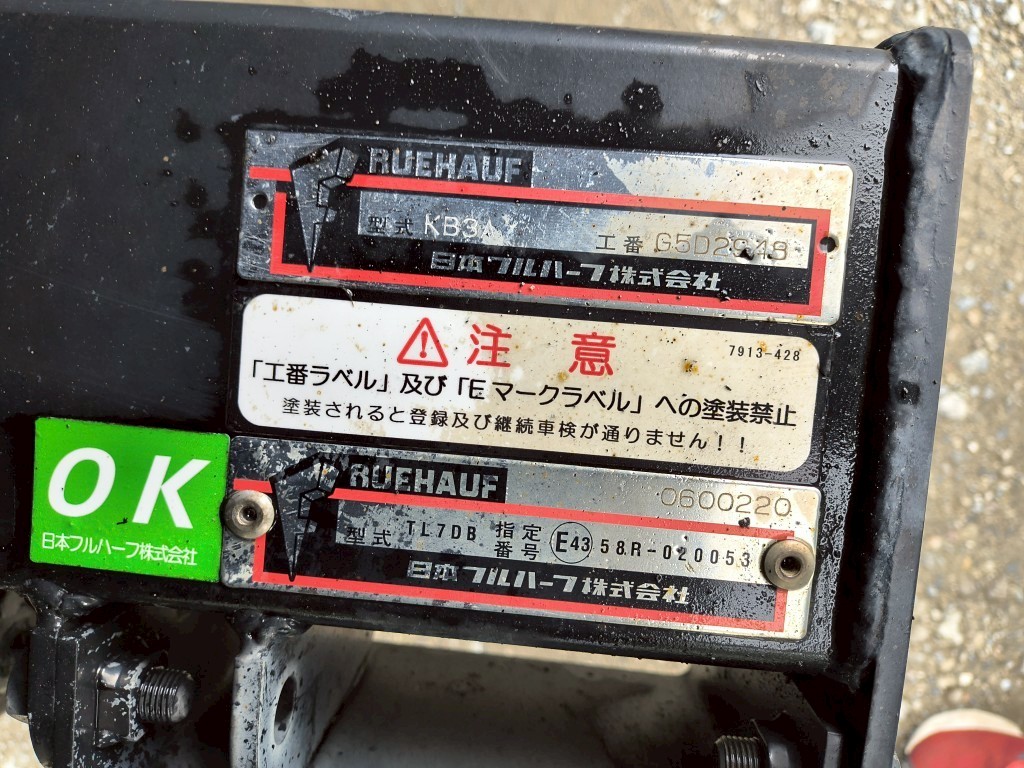 RUEHAUF
型式 KB3
工番
日本フルハーフ株式会社
注意
7913-428
「工番ラベル」及び「Eマークラベル」への塗装禁止
塗装されると登録及び継続車検が通りません!!
OK
日本フルハーフ株式会社
RUEHAUF
0600220
型式 TL7DB 指定番号 E43 58R-020053
日本フルハーフ株式会社